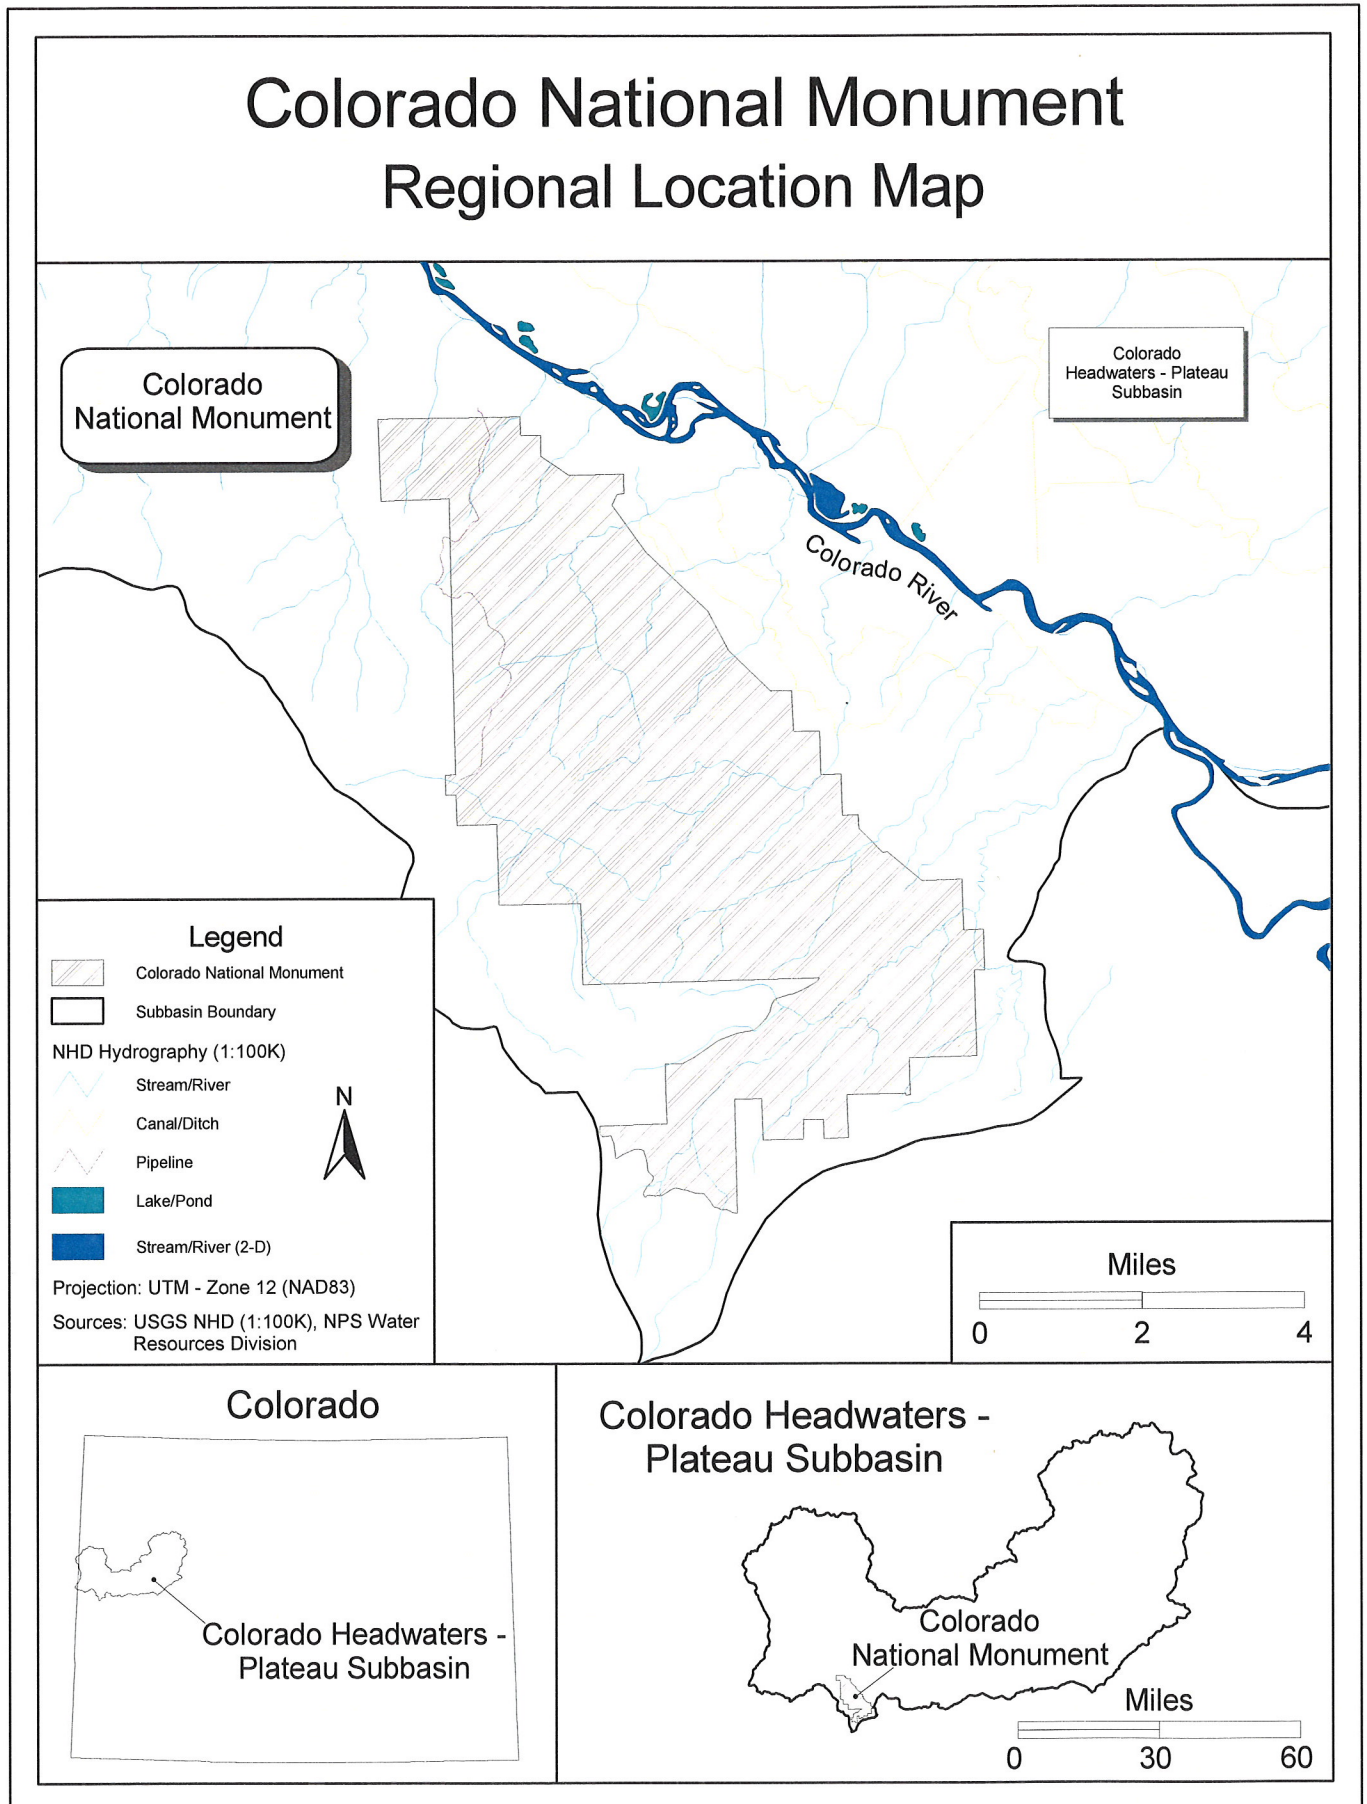 Colorado National Monument
Regional Location Map
Colorado
National Monument
Colorado
Headwaters - Plateau
Subbasin
Colorado River
Legend
Colorado National Monument
Subbasin Boundary
NHD Hydrography (1:100K)
Stream/River
Canal/Ditch
Pipeline
Lake/Pond
Stream/River (2-D)
N
Projection: UTM - Zone 12 (NAD83)
Sources: USGS NHD (1:100K), NPS Water
Resources Division
Miles
0 2 4
Colorado
Colorado Headwaters -
Plateau Subbasin
Colorado Headwaters -
Plateau Subbasin
Colorado
National Monument
Miles
0 30 60